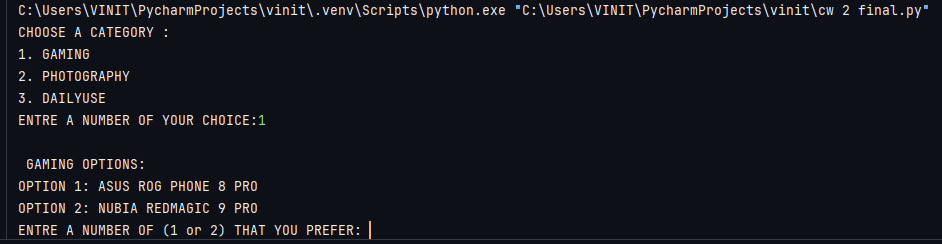 C:\Users\VINIT\PycharmProjects\vinit\.venv\Scripts\python.exe "C:\Users\VINIT\PycharmProjects\vinit\cw 2 final.py"
CHOOSE A CATEGORY :
1. GAMING
2. PHOTOGRAPHY
3. DAILYUSE
ENTRE A NUMBER OF YOUR CHOICE:1
GAMING OPTIONS:
OPTION 1: ASUS ROG PHONE 8 PRO
OPTION 2: NUBIA REDMAGIC 9 PRO
ENTRE A NUMBER OF (1 or 2) THAT YOU PREFER: